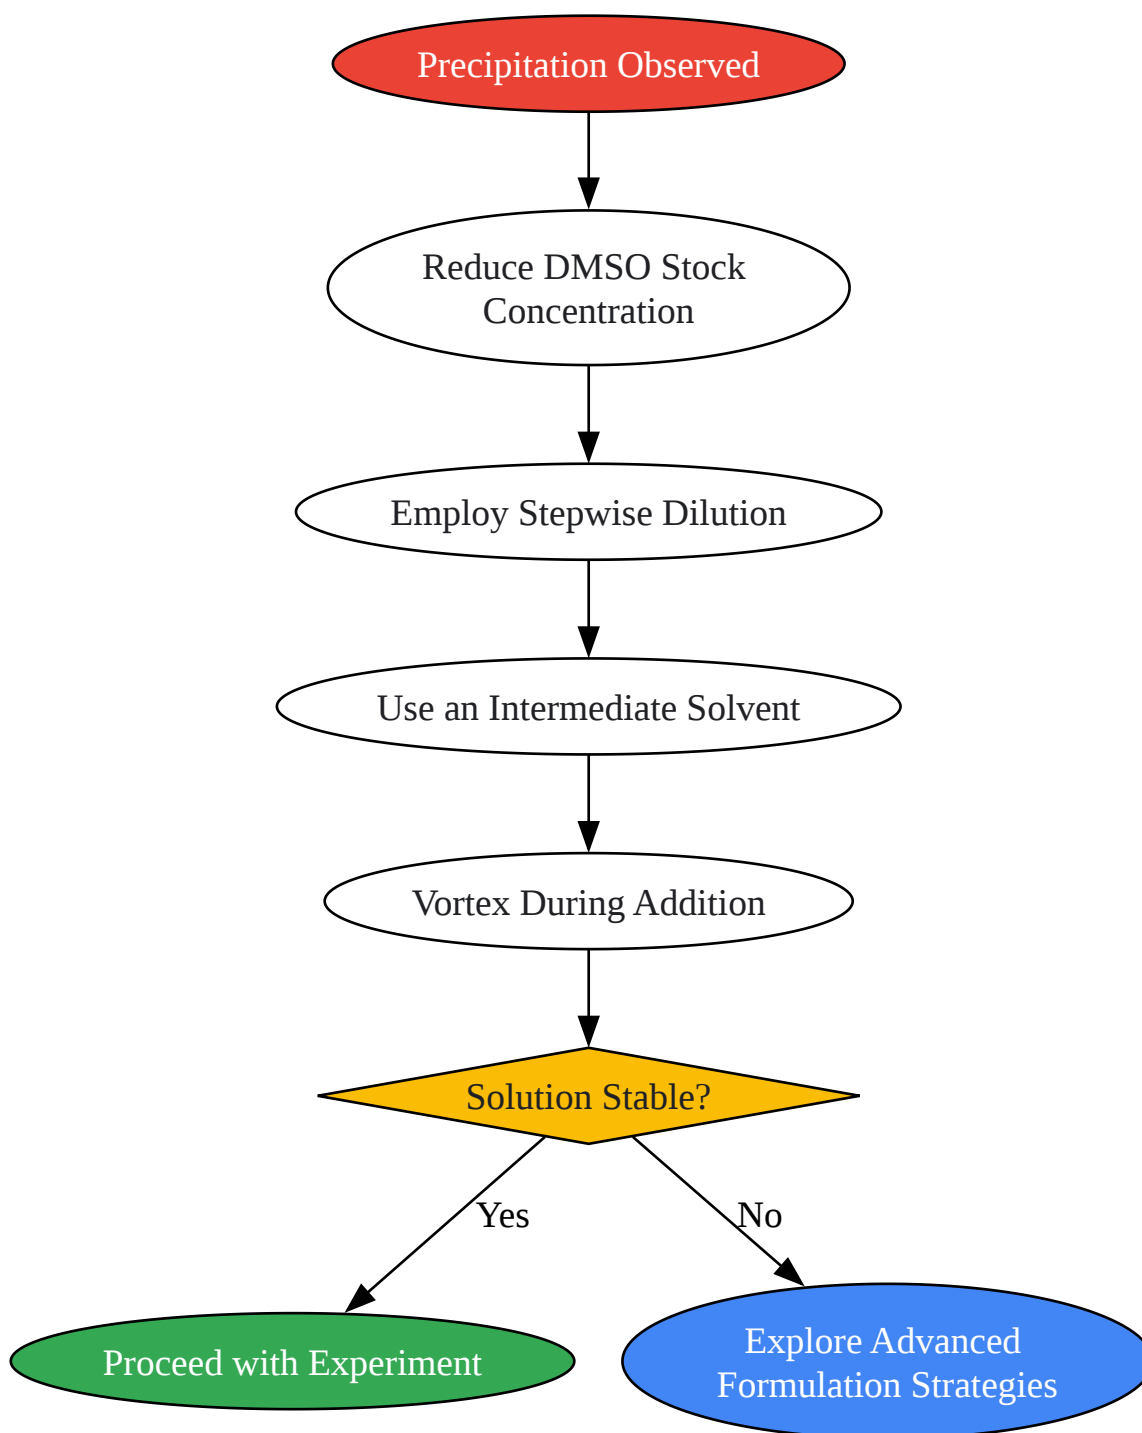 Precipitation Observed
Reduce DMSO Stock
Concentration
Employ Stepwise Dilution
Use an Intermediate Solvent
Vortex During Addition
Solution Stable?
Yes
No
Proceed with Experiment
Explore Advanced
Formulation Strategies